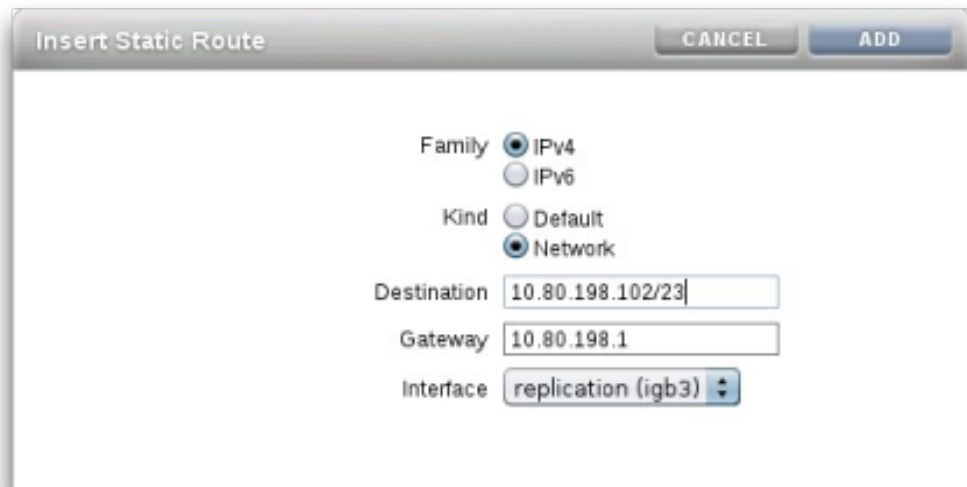 Insert Static Route CANCEL ADD
Family IPv4
IPv6
Kind Default
Network
Destination 10.80.198.102/23
Gateway 10.80.198.1
Interface replication (igb3)